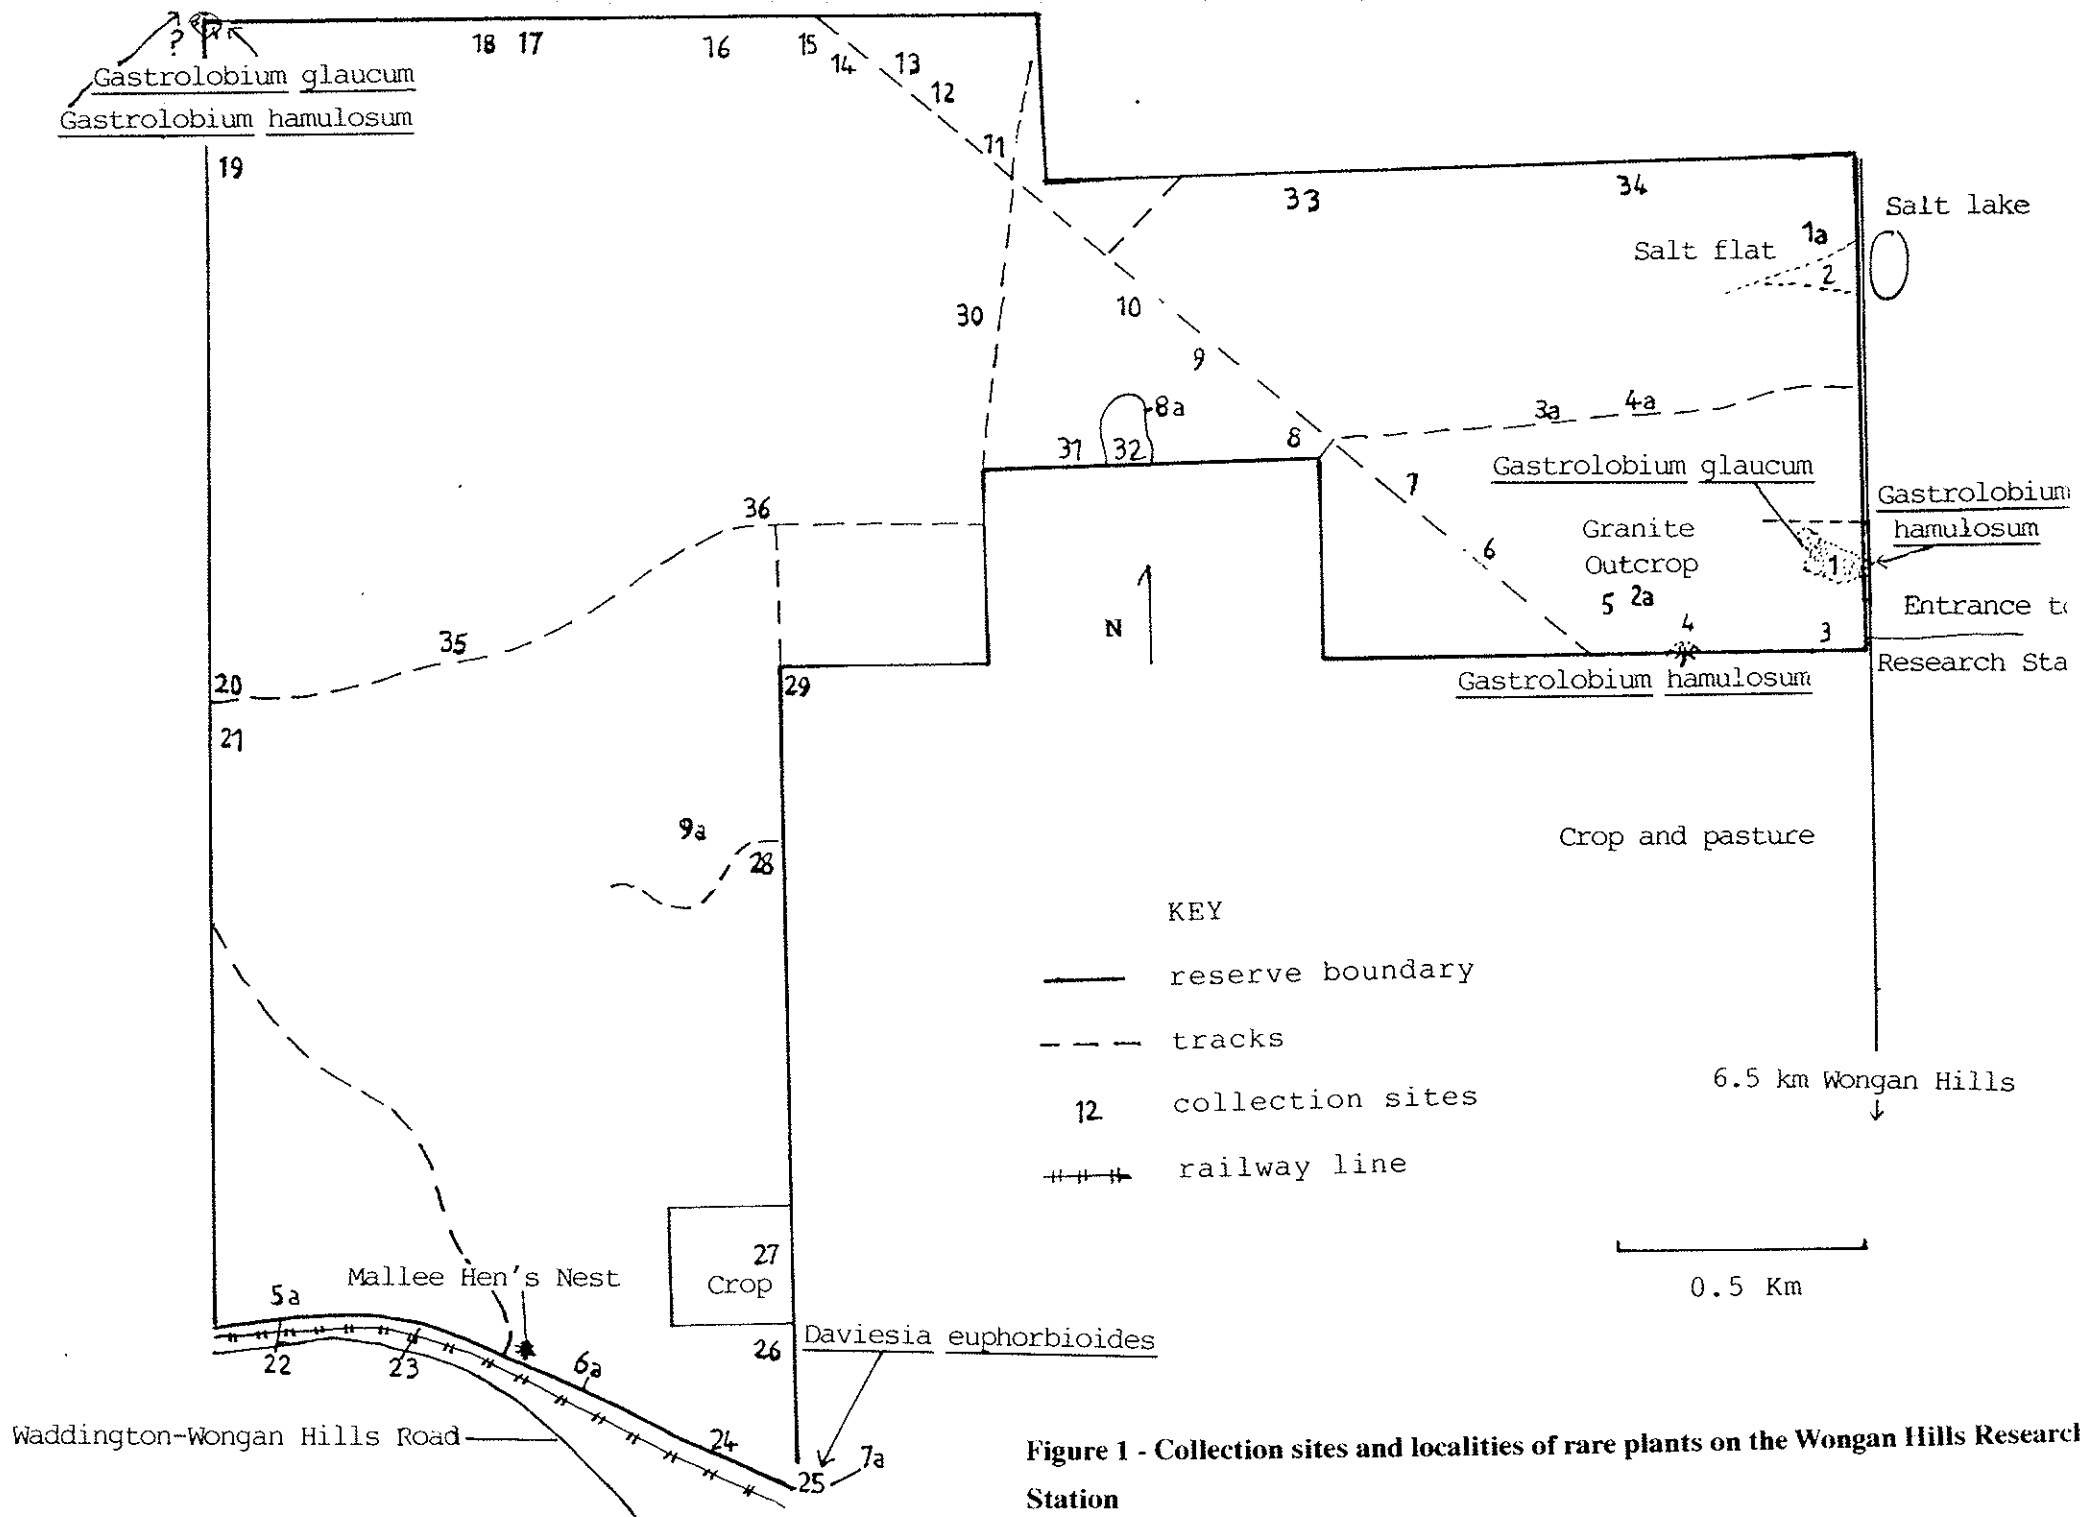 ?
18 17 16 15 14 13
12
Gastrolobium glaucum
Gastrolobium hamulosum
19
11
33
34
Salt lake
1a
Salt flat
2
30
10
9
8a
3a 4a
31 32 8
Gastrolobium glaucum
7
Gastrolobium
hamulosum
36
Granite
Outcrop
6
1
5 2a
Entrance to
N
4
3
35
Research Sta
20
29
Gastrolobium hamulosum
21
9a
28
Crop and pasture
KEY
reserve boundary
tracks
6.5 km Wongan Hills
12 collection sites
railway line
27
Crop
Mallee Hen's Nest
0.5 Km
5a
22
23
6a
26
Daviesia euphorbioides
Waddington-Wongan Hills Road
24
25
7a
Figure 1 - Collection sites and localities of rare plants on the Wongan Hills Research
Station